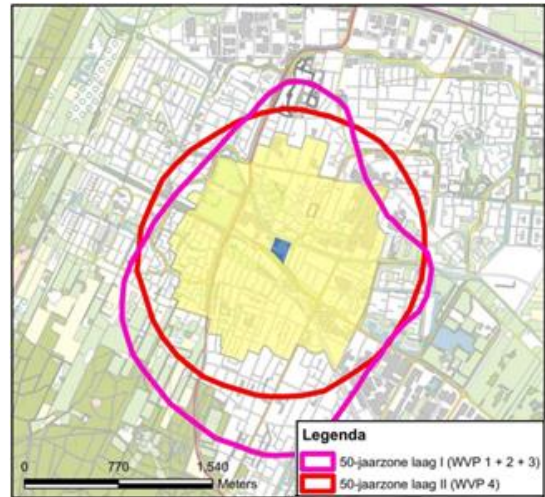 Legenda
50-jaarzone laag I (WVP 1 + 2 + 3)
50-jaarzone laag II (WVP 4)
0 770 1.540
Meters